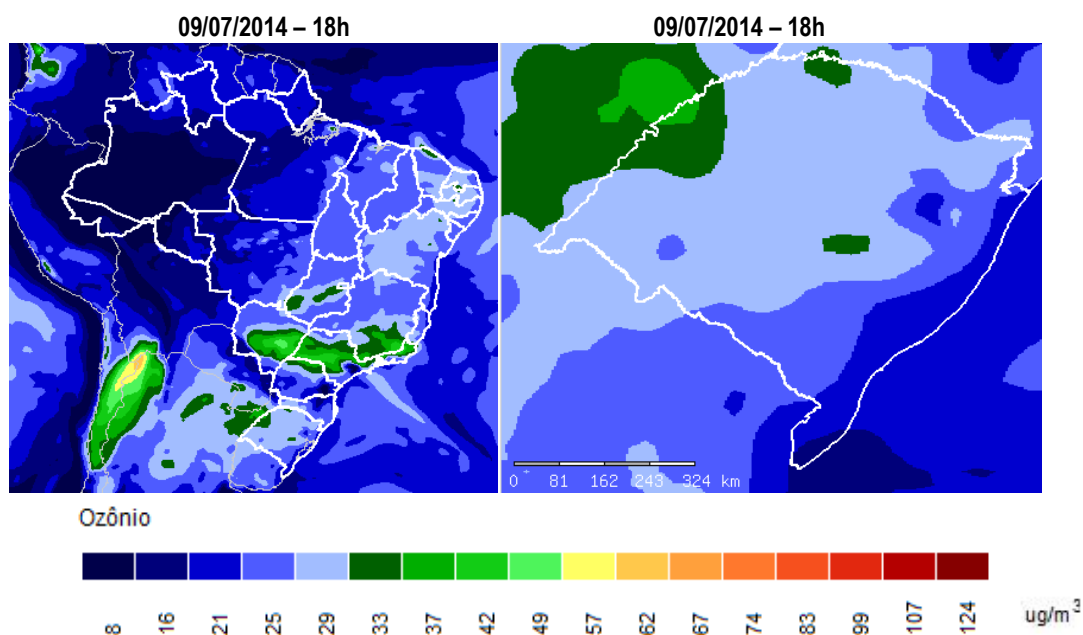 09/07/2014 – 18h
09/07/2014 – 18h
0 81 162 243 324 km
Ozônio
8 16 21 25 29 33 37 42 49 57 62 67 74 83 99 107 124 ug/m³